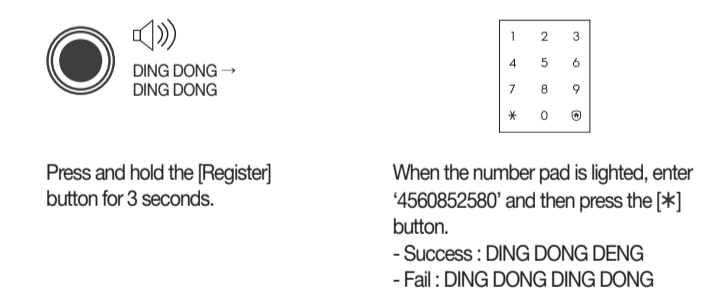 DING DONG →
DING DONG
Press and hold the [Register]
button for 3 seconds.
1 2 3
4 5 6
7 8 9
* 0
When the number pad is lighted, enter
‘4560852580’ and then press the [*]
button.
- Success : DING DONG DENG
- Fail : DING DONG DING DONG